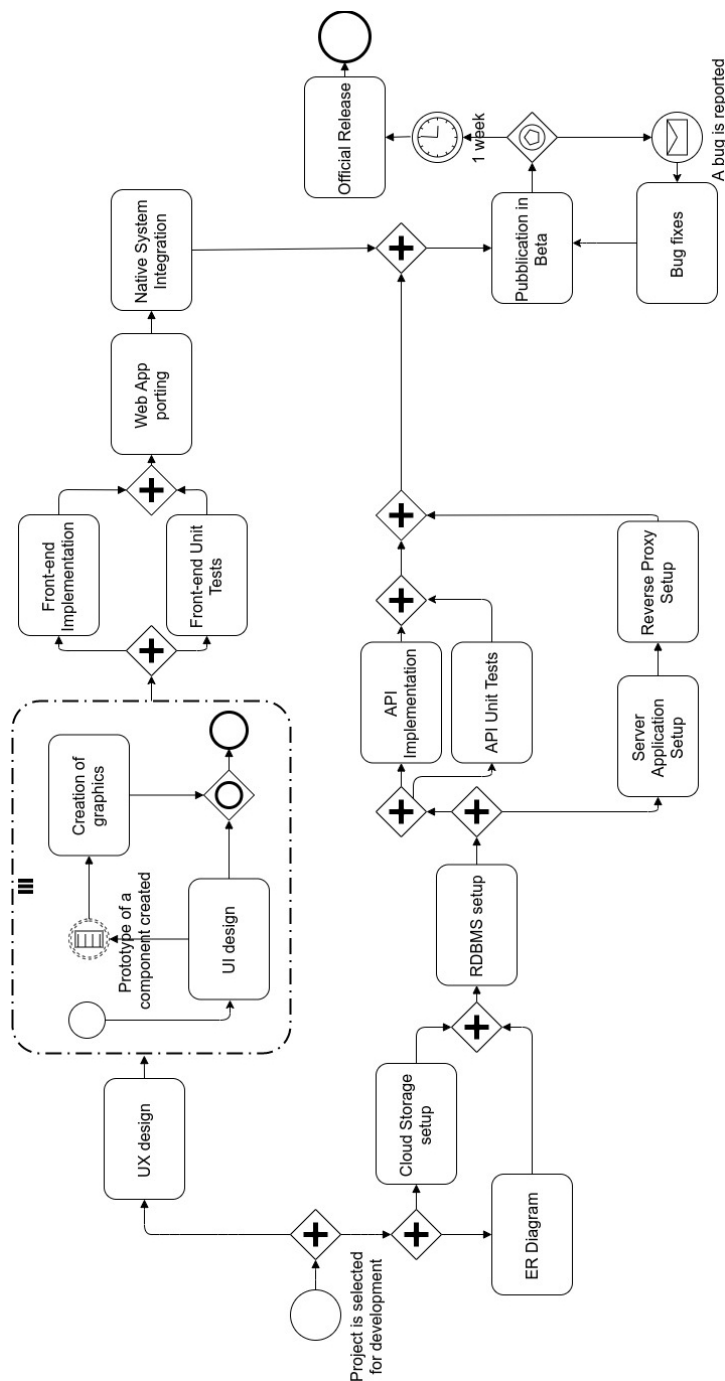 Project is selected
for development
UX design
Prototype of a
component created
UI design
Creation of
graphics
Front-end
Implementation
Front-end Unit
Tests
Web App
porting
Native System
Integration
Cloud Storage
setup
ER Diagram
RDBMS setup
API
Implementation
API Unit Tests
Server
Application
Setup
Reverse Proxy
Setup
Pubblication in
Beta
1 week
Official Release
A bug is reported
Bug fixes